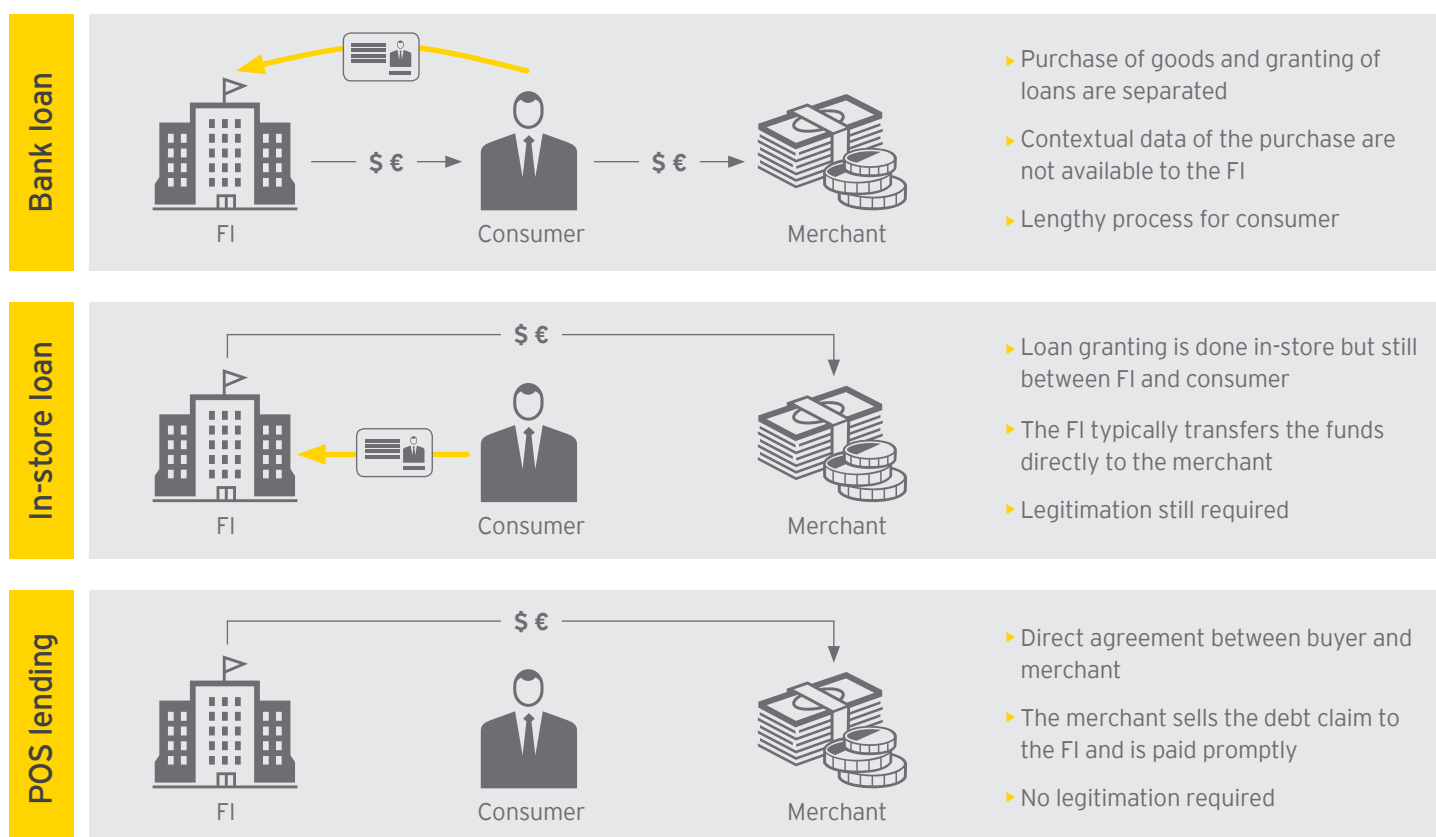 Bank loan
$ €
$ €
FI
Consumer
Merchant
▸ Purchase of goods and granting of
loans are separated
▸ Contextual data of the purchase are
not available to the FI
▸ Lengthy process for consumer
In-store loan
$ €
FI
Consumer
Merchant
▸ Loan granting is done in-store but still
between FI and consumer
▸ The FI typically transfers the funds
directly to the merchant
▸ Legitimation still required
POS lending
$ €
FI
Consumer
Merchant
▸ Direct agreement between buyer and
merchant
▸ The merchant sells the debt claim to
the FI and is paid promptly
▸ No legitimation required